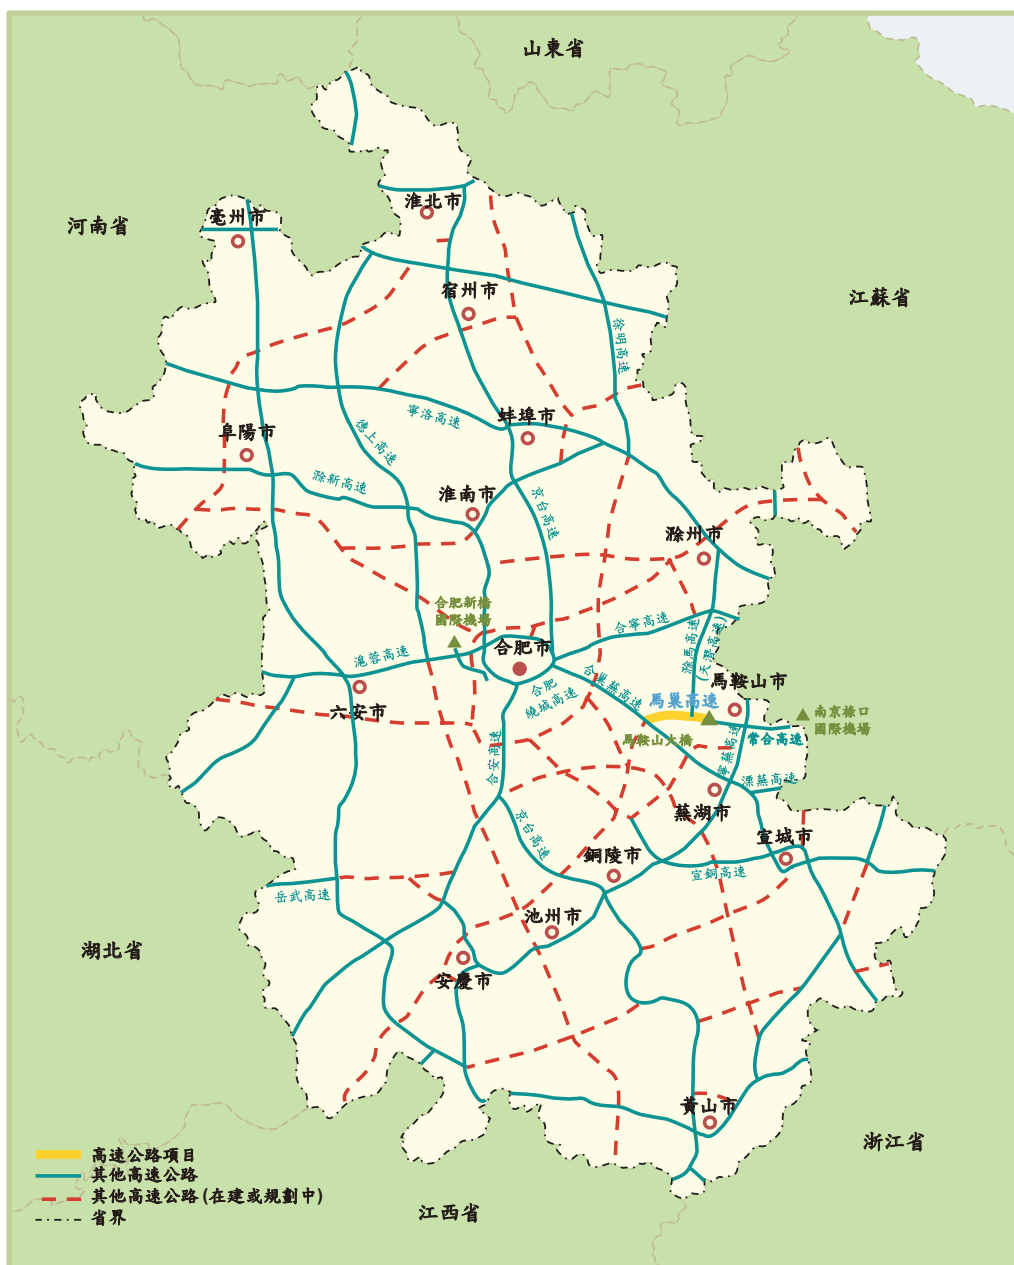 山東省
淮北市
亳州市
河南省
宿州市
江蘇省
徐明高速
寧洛高速
蚌埠市
阜陽市
德上高速
滁新高速
淮南市
京台高速
滁州市
合肥新橋
國際機場
合寧高速
滁馬高速
(天潛高速)
合肥市
滬蓉高速
合巢蕪高速
馬鞍山市
合肥
繞城高速
馬巢高速
六安市
南京祿口
國際機場
馬鞍山大橋
常合高速
寧蕪高速
合安高速
溧蕪高速
蕪湖市
京台高速
宣城市
銅陵市
宣銅高速
岳武高速
池州市
湖北省
安慶市
黃山市
浙江省
高速公路項目
其他高速公路
其他高速公路(在建或規劃中)
省界
江西省